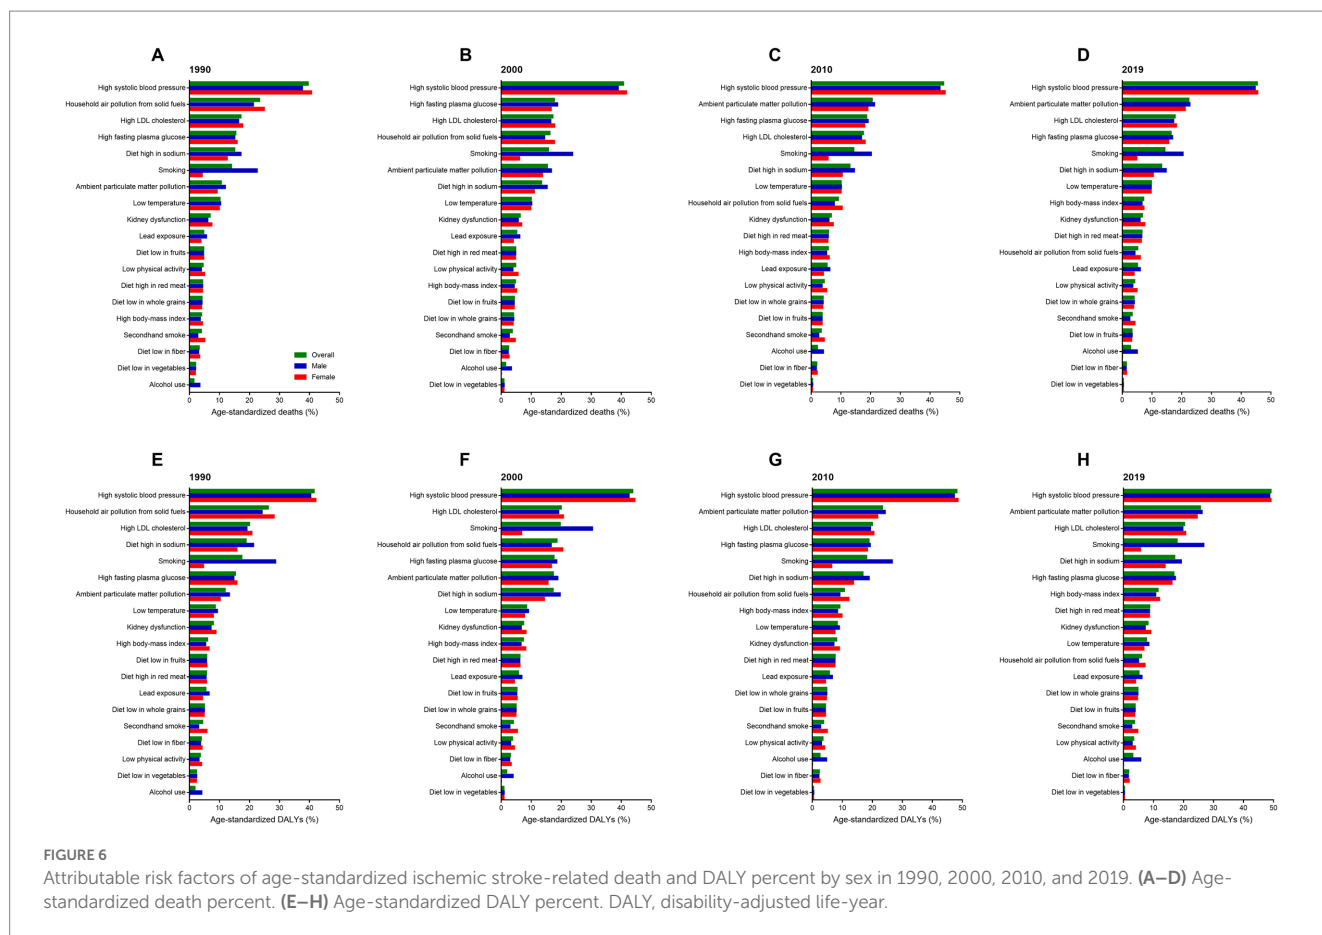 A
1990
High systolic blood pressure
Household air pollution from solid fuels
High LDL cholesterol
High fasting plasma glucose
Diet high in sodium
Smoking
Ambient particulate matter pollution
Low temperature
Kidney dysfunction
Lead exposure
Diet low in fruits
Low physical activity
Diet high in red meat
Diet low in whole grains
High body-mass index
Secondhand smoke
Diet low in fiber
Diet low in vegetables
Alcohol use
Overall
Male
Female
0 10 20 30 40 50
Age-standardized deaths (%)
B
2000
High systolic blood pressure
High fasting plasma glucose
High LDL cholesterol
Household air pollution from solid fuels
Smoking
Ambient particulate matter pollution
Diet high in sodium
Low temperature
Kidney dysfunction
Lead exposure
Diet high in red meat
Low physical activity
High body-mass index
Diet low in fruits
Diet low in whole grains
Secondhand smoke
Diet low in fiber
Alcohol use
Diet low in vegetables
0 10 20 30 40 50
Age-standardized deaths (%)
C
2010
High systolic blood pressure
Ambient particulate matter pollution
High fasting plasma glucose
High LDL cholesterol
Smoking
Diet high in sodium
Low temperature
Household air pollution from solid fuels
Kidney dysfunction
Diet high in red meat
High body-mass index
Lead exposure
Low physical activity
Diet low in whole grains
Diet low in fruits
Secondhand smoke
Alcohol use
Diet low in fiber
Diet low in vegetables
0 10 20 30 40 50
Age-standardized deaths (%)
D
2019
High systolic blood pressure
Ambient particulate matter pollution
High LDL cholesterol
High fasting plasma glucose
Smoking
Diet high in sodium
Low temperature
High body-mass index
Kidney dysfunction
Diet high in red meat
Household air pollution from solid fuels
Lead exposure
Low physical activity
Diet low in whole grains
Secondhand smoke
Diet low in fruits
Alcohol use
Diet low in fiber
Diet low in vegetables
0 10 20 30 40 50
Age-standardized deaths (%)
E
1990
High systolic blood pressure
Household air pollution from solid fuels
High LDL cholesterol
Diet high in sodium
Smoking
High fasting plasma glucose
Ambient particulate matter pollution
Low temperature
Kidney dysfunction
High body-mass index
Diet low in fruits
Diet high in red meat
Lead exposure
Diet low in whole grains
Secondhand smoke
Diet low in fiber
Low physical activity
Diet low in vegetables
Alcohol use
0 10 20 30 40 50
Age-standardized DALYs (%)
F
2000
High systolic blood pressure
High LDL cholesterol
Smoking
Household air pollution from solid fuels
High fasting plasma glucose
Ambient particulate matter pollution
Diet high in sodium
Low temperature
Kidney dysfunction
High body-mass index
Diet high in red meat
Lead exposure
Diet low in fruits
Diet low in whole grains
Secondhand smoke
Low physical activity
Diet low in fiber
Alcohol use
Diet low in vegetables
0 10 20 30 40 50
Age-standardized DALYs (%)
G
2010
High systolic blood pressure
Ambient particulate matter pollution
High LDL cholesterol
High fasting plasma glucose
Smoking
Diet high in sodium
Household air pollution from solid fuels
High body-mass index
Low temperature
Kidney dysfunction
Diet high in red meat
Lead exposure
Diet low in whole grains
Diet low in fruits
Secondhand smoke
Low physical activity
Alcohol use
Diet low in fiber
Diet low in vegetables
0 10 20 30 40 50
Age-standardized DALYs (%)
H
2019
High systolic blood pressure
Ambient particulate matter pollution
High LDL cholesterol
Smoking
Diet high in sodium
High fasting plasma glucose
High body-mass index
Diet high in red meat
Kidney dysfunction
Low temperature
Household air pollution from solid fuels
Lead exposure
Diet low in whole grains
Diet low in fruits
Secondhand smoke
Low physical activity
Alcohol use
Diet low in fiber
Diet low in vegetables
0 10 20 30 40 50
Age-standardized DALYs (%)
FIGURE 6
Attributable risk factors of age-standardized ischemic stroke-related death and DALY percent by sex in 1990, 2000, 2010, and 2019. (A–D) Age-
standardized death percent. (E–H) Age-standardized DALY percent. DALY, disability-adjusted life-year.